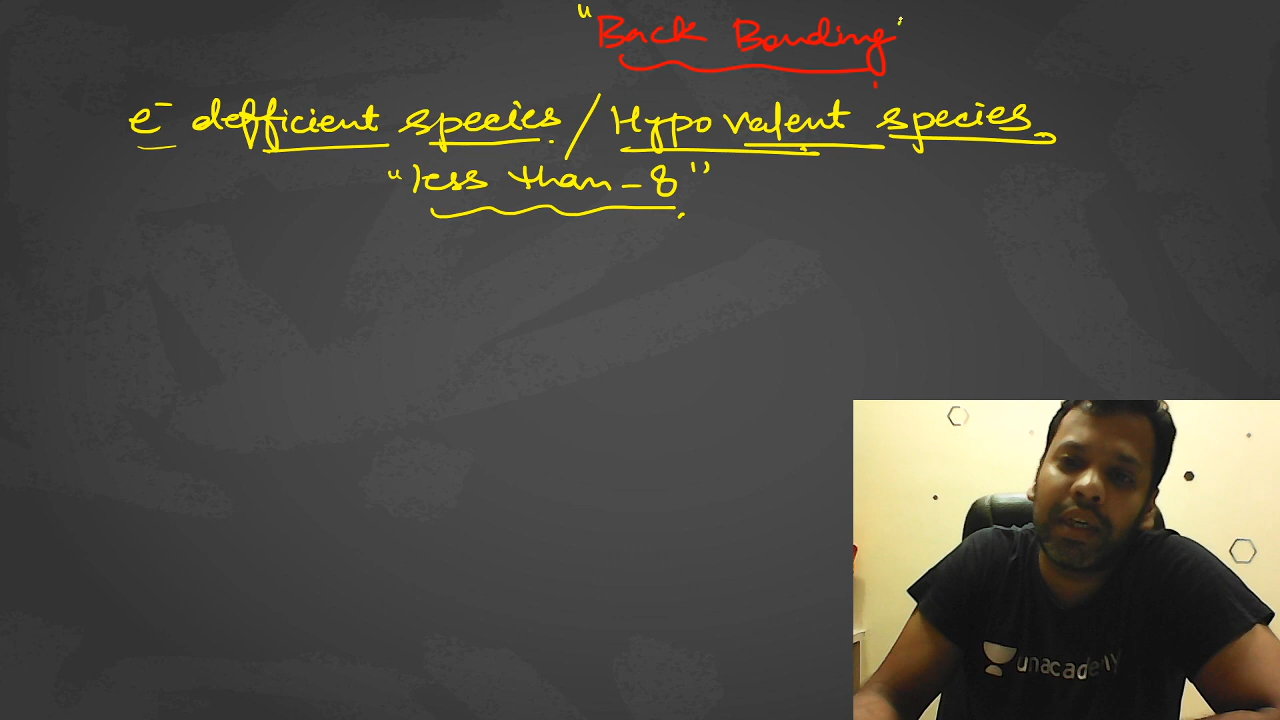 "Back Bonding"
e⁻ defficient species / Hypovalent species
"less than - 8"
unacademy